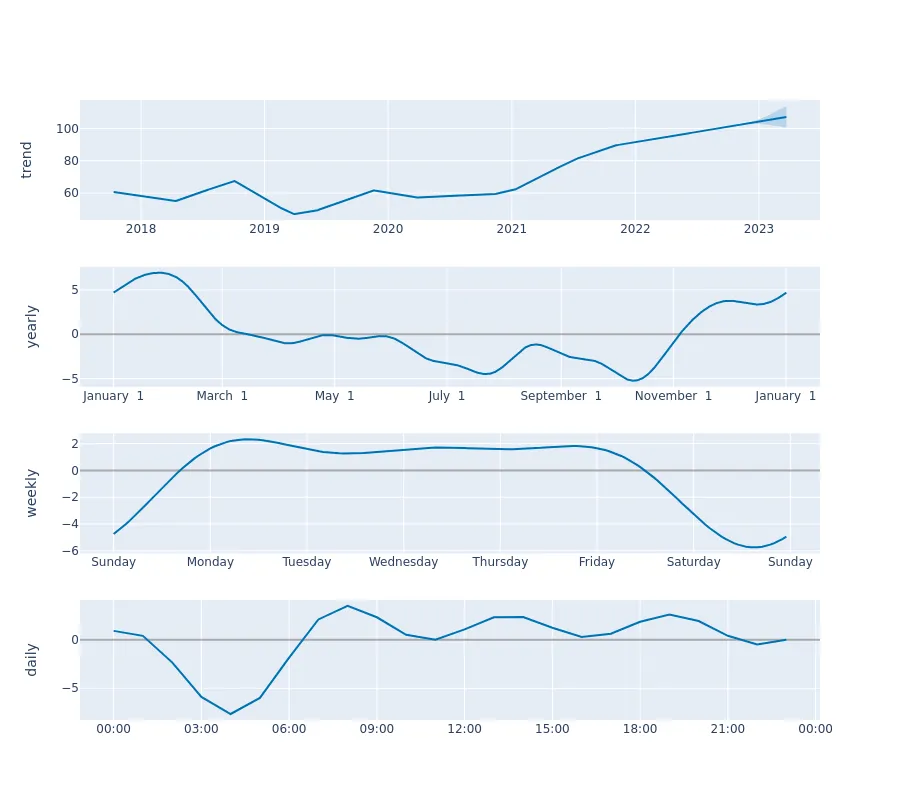 trend
100
80
60
2018 2019 2020 2021 2022 2023
yearly
5
0
−5
January 1 March 1 May 1 July 1 September 1 November 1 January 1
weekly
2
0
−2
−4
−6
Sunday Monday Tuesday Wednesday Thursday Friday Saturday Sunday
daily
0
−5
00:00 03:00 06:00 09:00 12:00 15:00 18:00 21:00 00:00